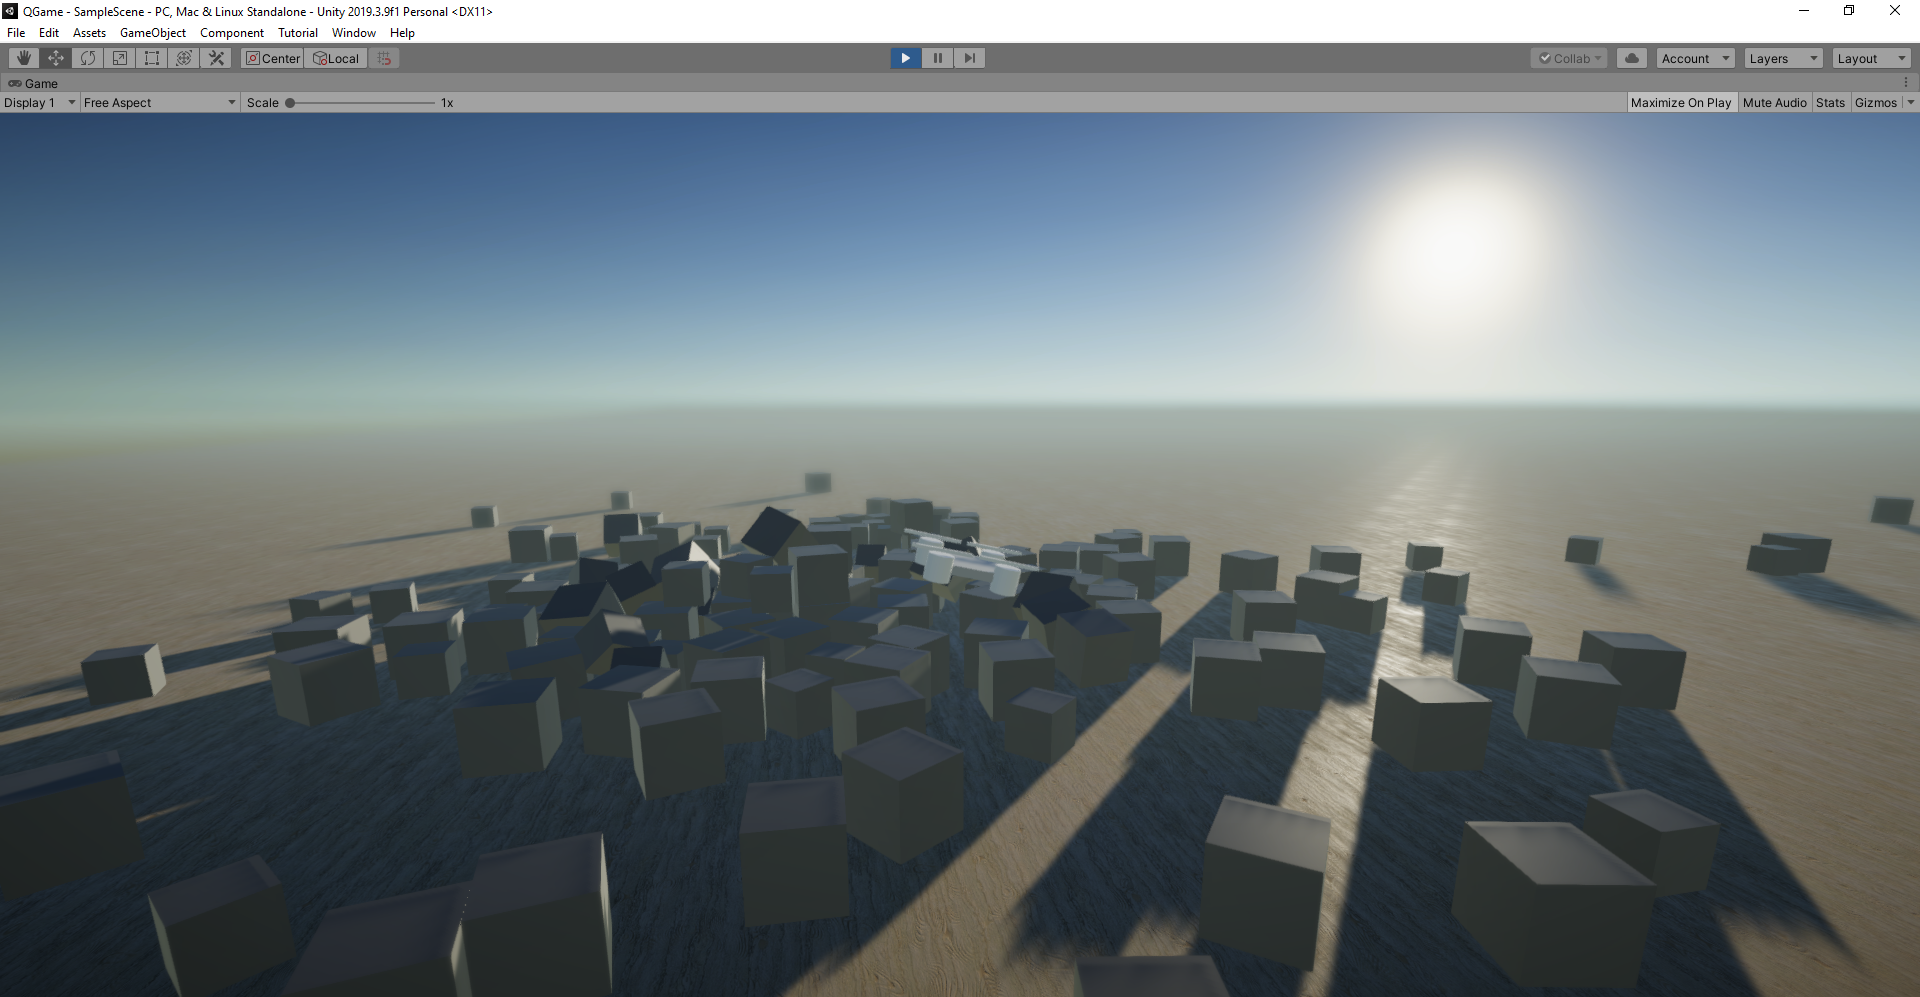 QGame - SampleScene - PC, Mac & Linux Standalone - Unity 2019.3.9f1 Personal <DX11>
File Edit Assets GameObject Component Tutorial Window Help
Center Local Collab Account Layers Layout
Game
Display 1 Free Aspect Scale 1x Maximize On Play Mute Audio Stats Gizmos